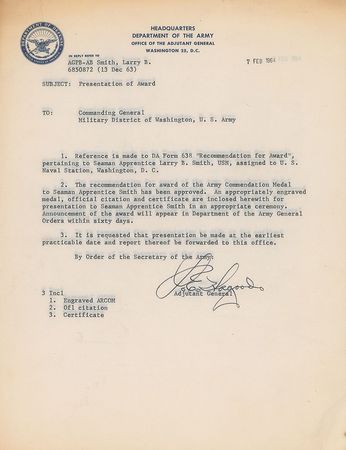 HEADQUARTERS
DEPARTMENT OF THE ARMY
OFFICE OF THE ADJUTANT GENERAL
WASHINGTON 25, D.C.
IN REPLY REFER TO
AGPB-AB Smith, Larry B.
6850872 (13 Dec 63)
7 FEB 1964
SUBJECT: Presentation of Award
TO: Commanding General
Military District of Washington, U. S. Army
1. Reference is made to DA Form 638 "Recommendation for Award",
pertaining to Seaman Apprentice Larry B. Smith, USN, assigned to U. S.
Naval Station, Washington, D. C.
2. The recommendation for award of the Army Commendation Medal
to Seaman Apprentice Smith has been approved. An appropriately engraved
medal, official citation and certificate are inclosed herewith for
presentation to Seaman Apprentice Smith in an appropriate ceremony.
Announcement of the award will appear in Department of the Army General
Orders within sixty days.
3. It is requested that presentation be made at the earliest
practicable date and report thereof be forwarded to this office.
By Order of the Secretary of the Army:
Adjutant General
3 Incl
1. Engraved ARCOM
2. Ofl citation
3. Certificate